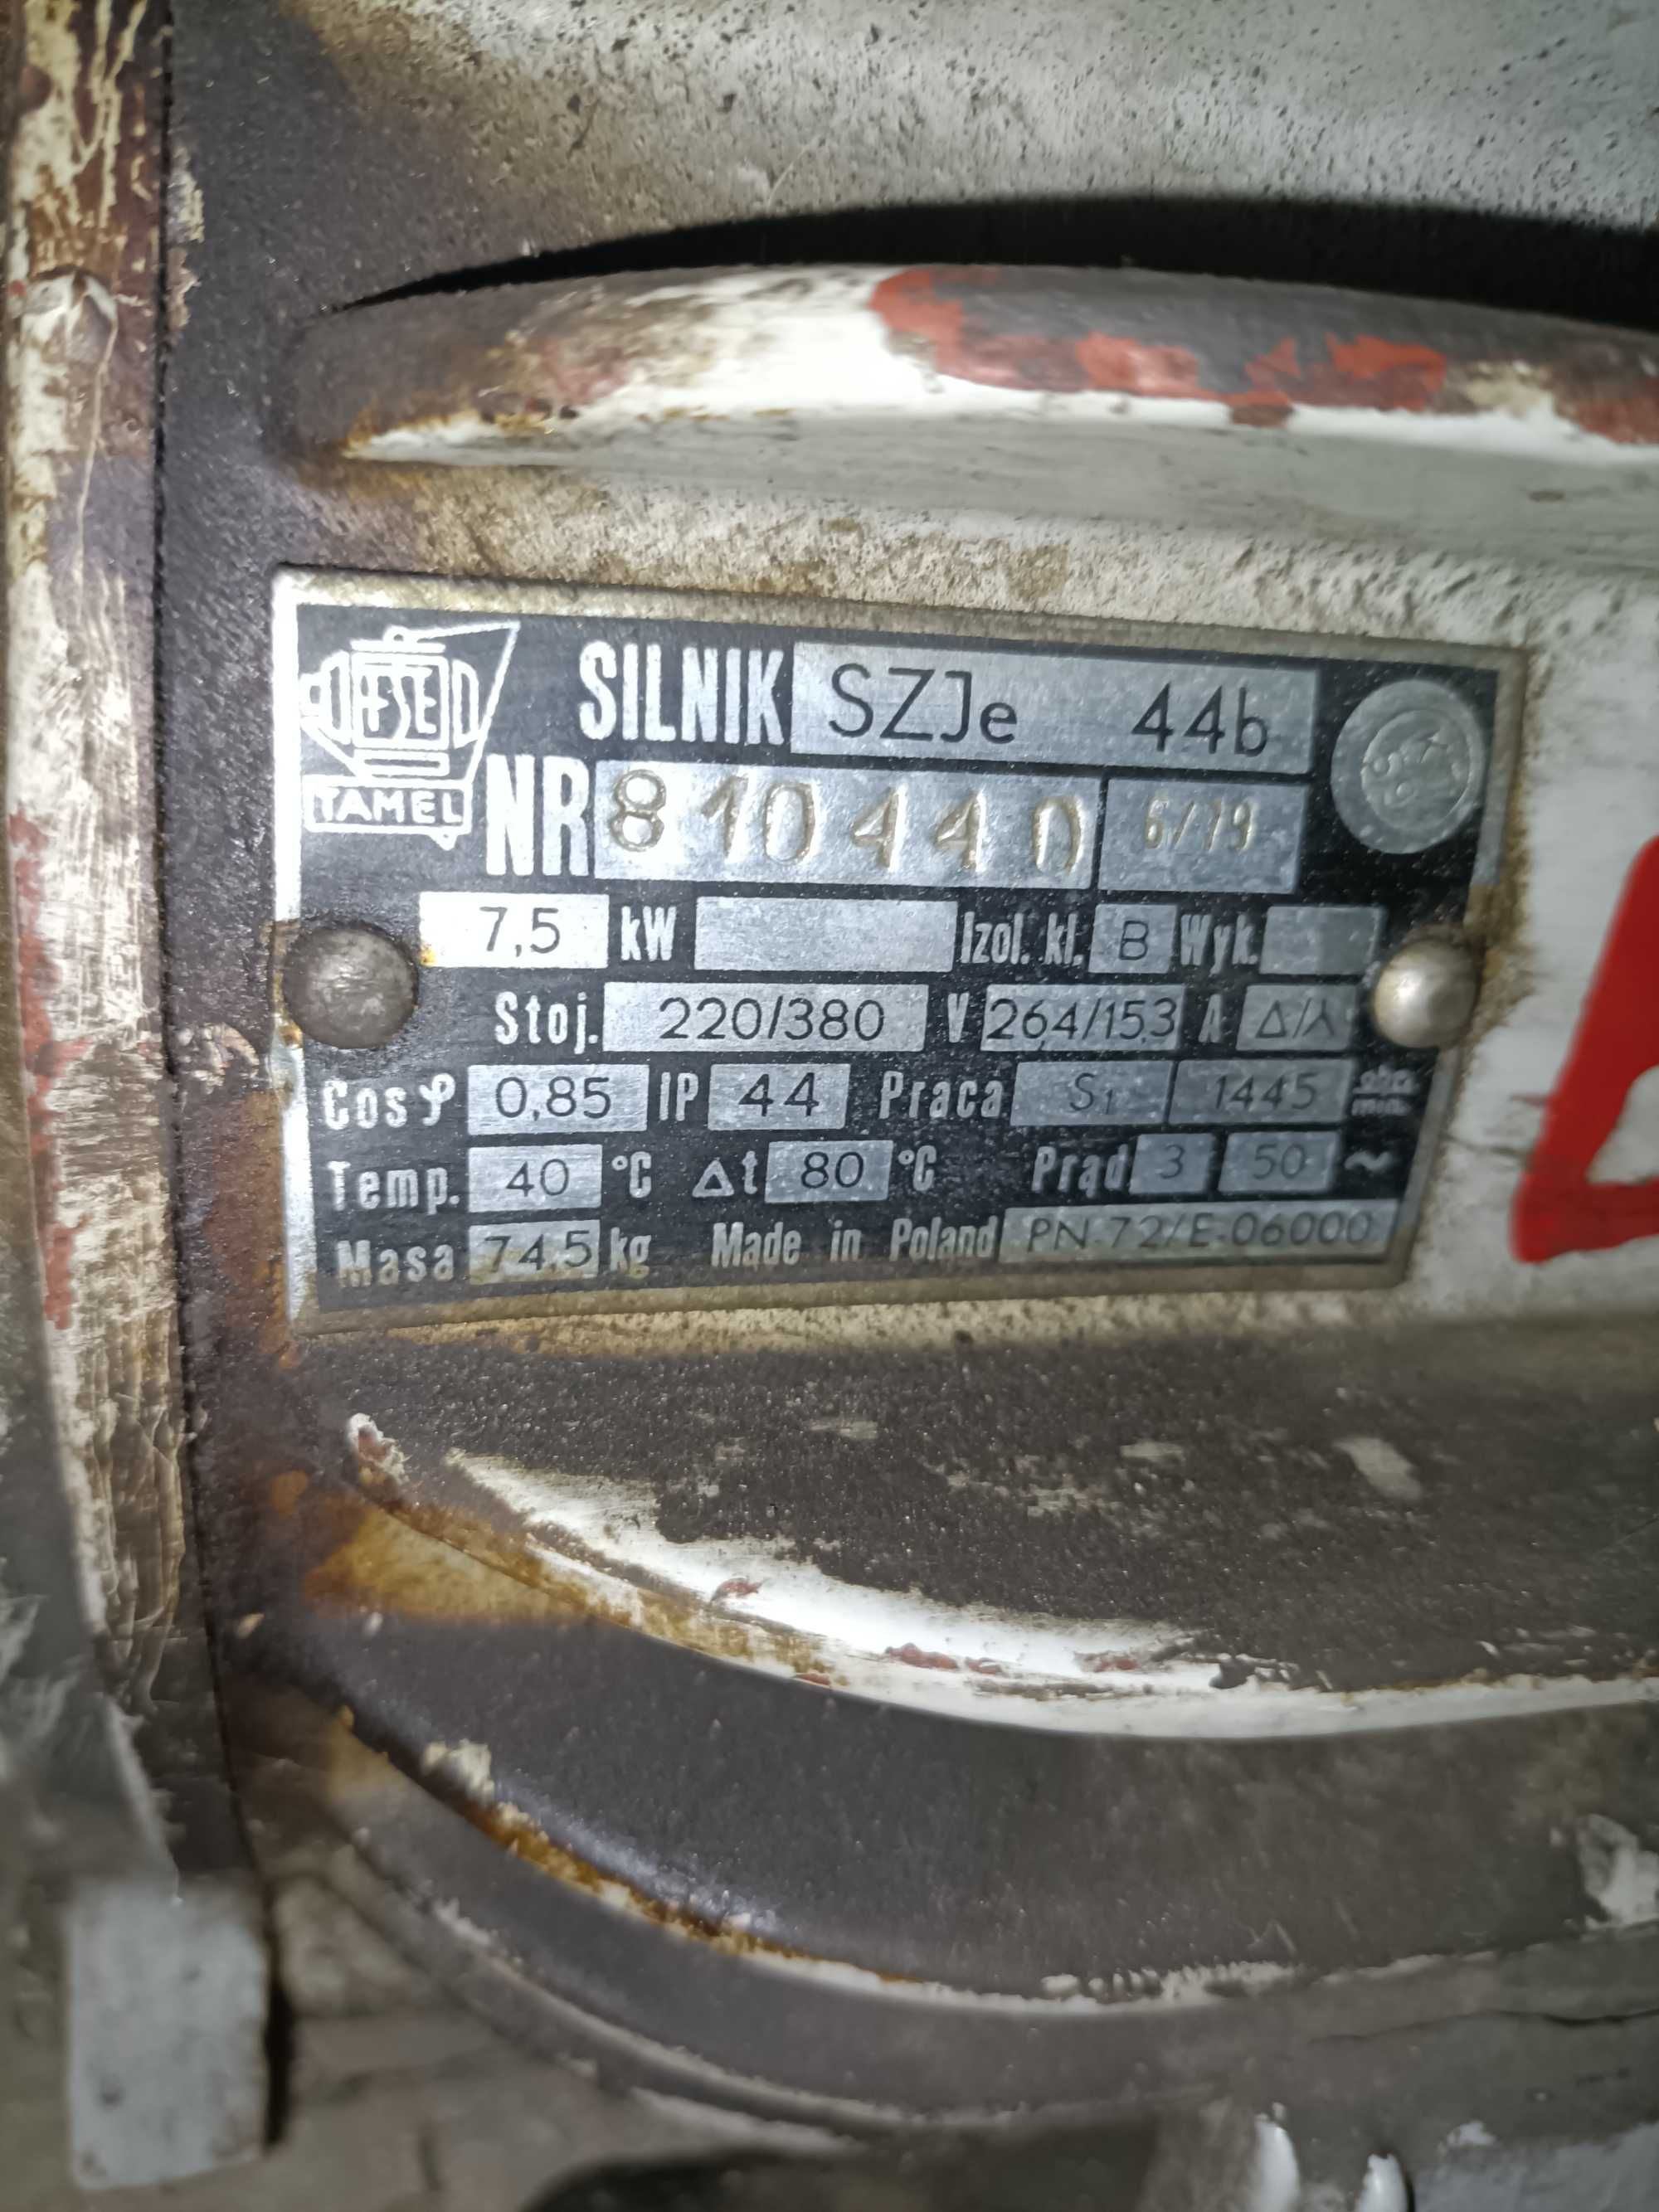 FSE
TAMEL
SILNIK SZJe 44b
NR 810440 6/79
7,5 kW Izol. kl. B Wyk.
Stoj. 220/380 V 26,4/15,3 A Δ/⅄
Cosφ 0,85 IP 44 Praca S1 1445 obr. min.
Temp. 40 °C Δt 80 °C Prąd 3 50 ~
Masa 74,5 kg Made in Poland PN-72/E-06000